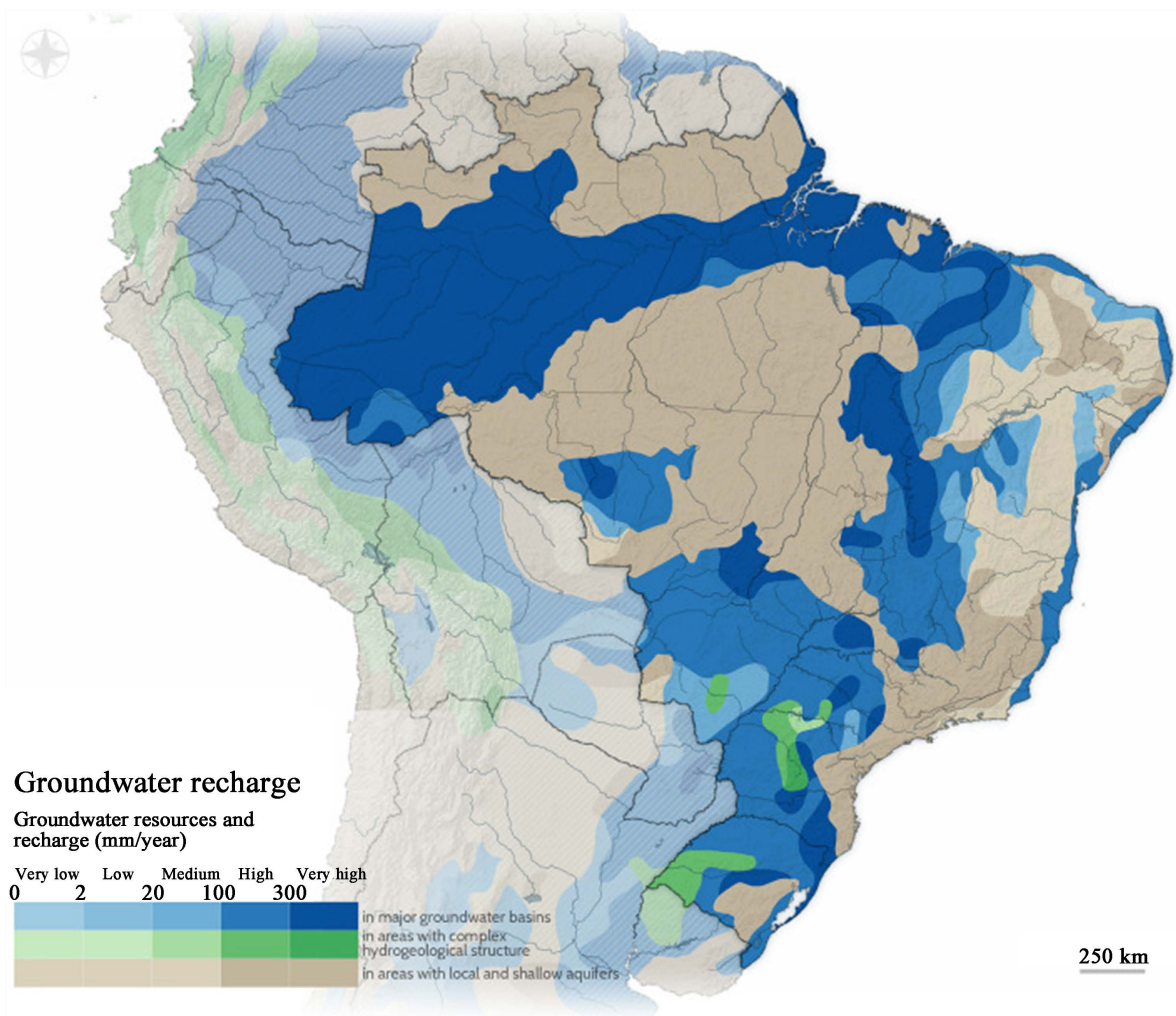 Groundwater recharge
Groundwater resources and
recharge (mm/year)
Very low Low Medium High Very high
0 2 20 100 300
in major groundwater basins
in areas with complex
hydrogeological structure
in areas with local and shallow aquifers
250 km